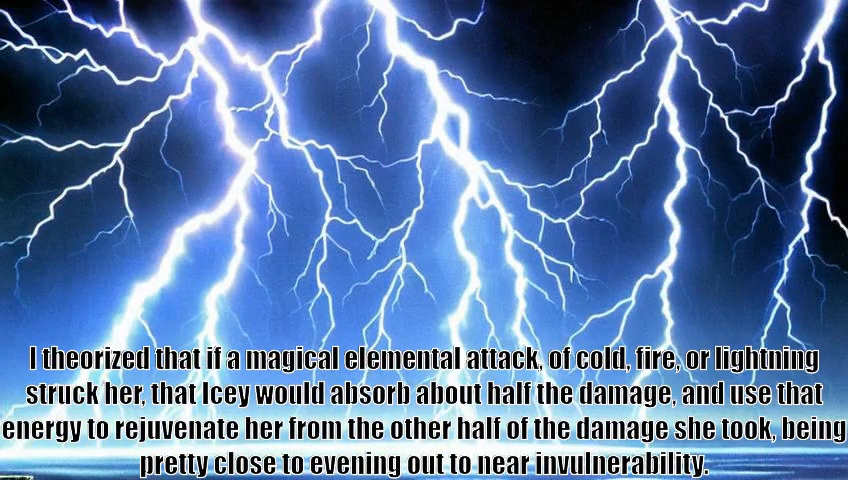 I theorized that if a magical elemental attack, of cold, fire, or lightning
struck her, that Icey would absorb about half the damage, and use that
energy to rejuvenate her from the other half of the damage she took, being
pretty close to evening out to near invulnerability.